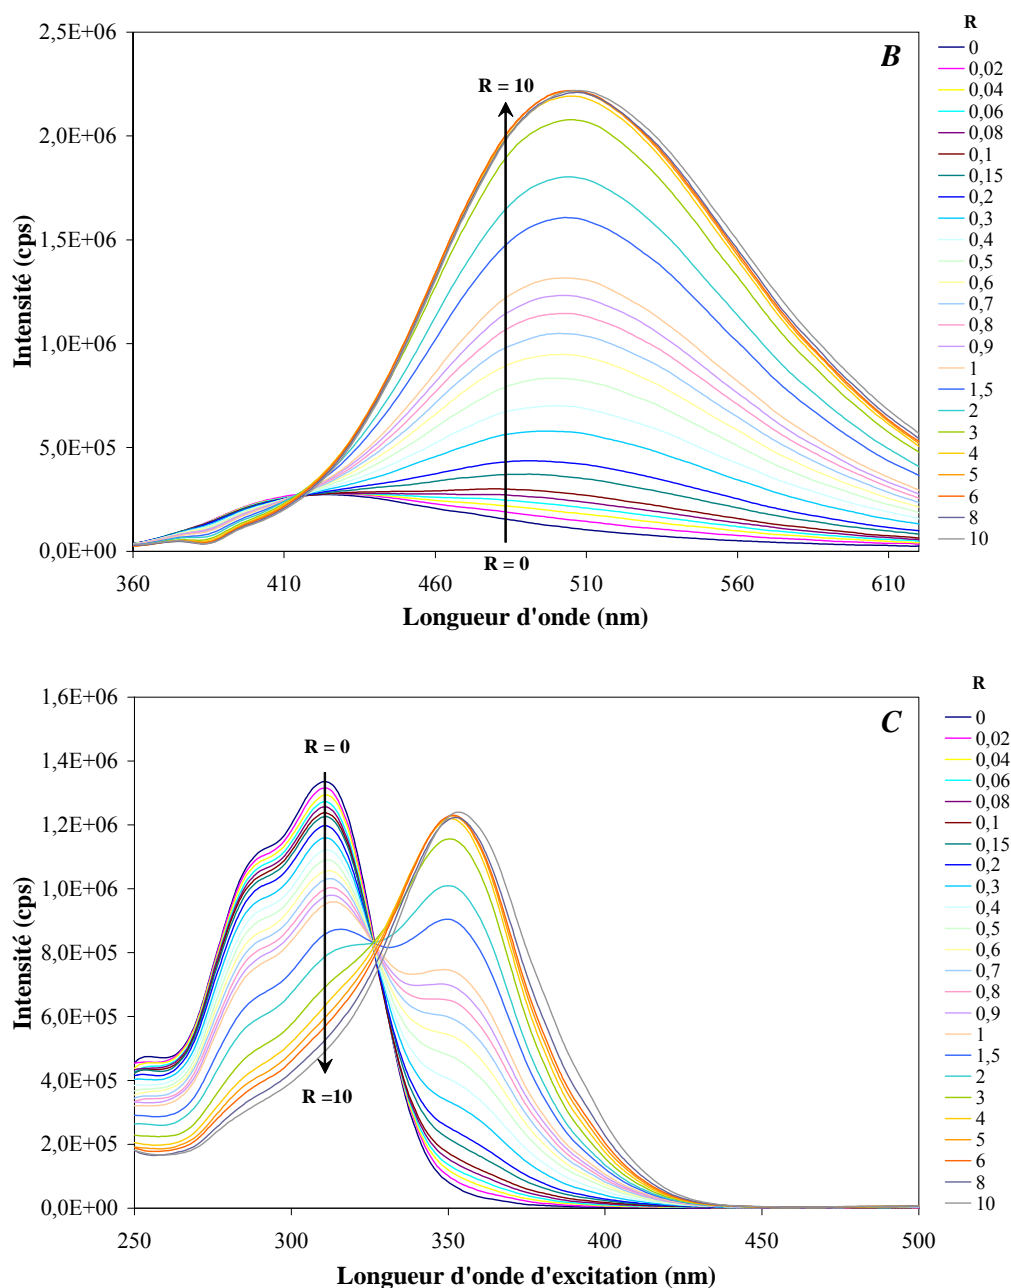 B
R
2,5E+06
2,0E+06
1,5E+06
1,0E+06
5,0E+05
0,0E+00
Intensité (cps)
R = 10
R = 0
360
410
460
510
560
610
Longueur d'onde (nm)
0
0,02
0,04
0,06
0,08
0,1
0,15
0,2
0,3
0,4
0,5
0,6
0,7
0,8
0,9
1
1,5
2
3
4
5
6
8
10
C
R
1,6E+06
1,4E+06
1,2E+06
1,0E+06
8,0E+05
6,0E+05
4,0E+05
2,0E+05
0,0E+00
Intensité (cps)
R = 0
R =10
250
300
350
400
450
500
Longueur d'onde d'excitation (nm)
0
0,02
0,04
0,06
0,08
0,1
0,15
0,2
0,3
0,4
0,5
0,6
0,7
0,8
0,9
1
1,5
2
3
4
5
6
8
10